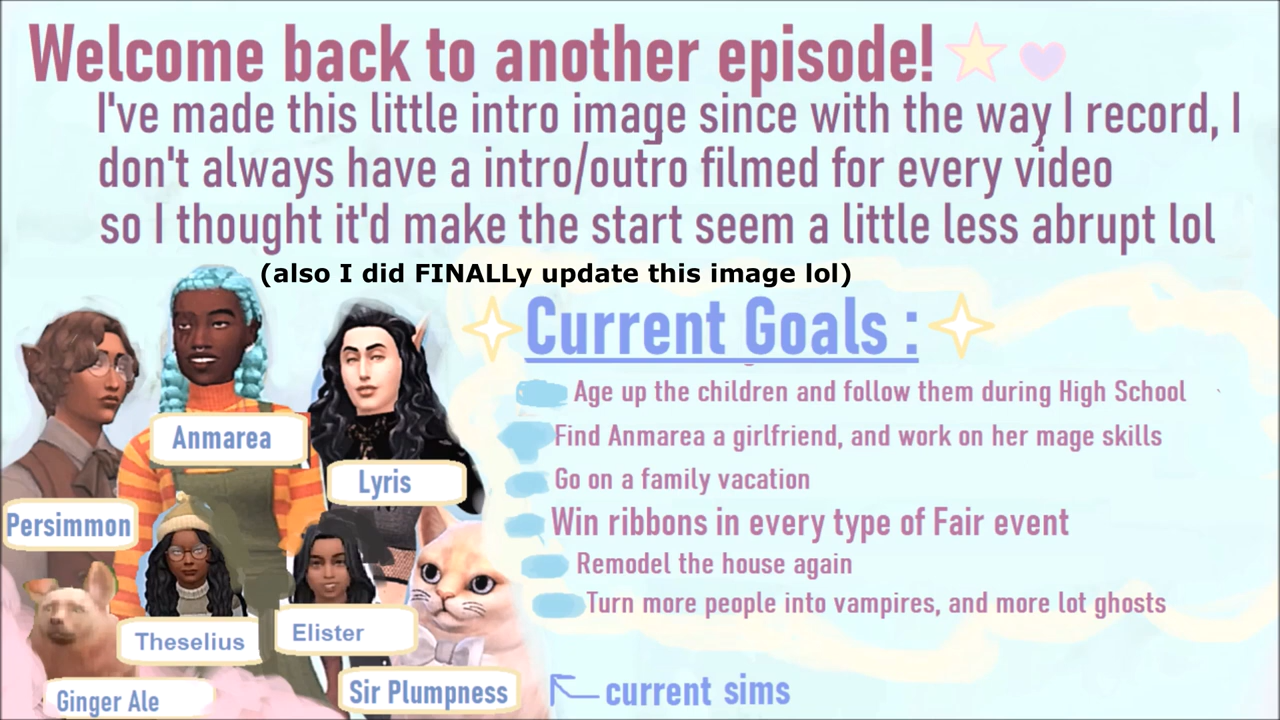 Welcome back to another episode!
I've made this little intro image since with the way I record, I
don't always have a intro/outro filmed for every video
so I thought it'd make the start seem a little less abrupt lol
(also I did FINALLy update this image lol)
Current Goals :
Age up the children and follow them during High School
Find Anmarea a girlfriend, and work on her mage skills
Go on a family vacation
Win ribbons in every type of Fair event
Remodel the house again
Turn more people into vampires, and more lot ghosts
Anmarea
Lyris
Persimmon
Theselius
Elister
Ginger Ale
Sir Plumpness
current sims